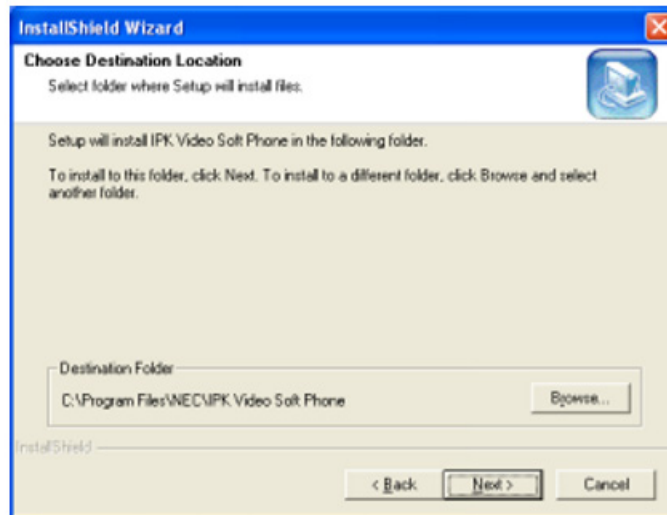 InstallShield Wizard
Choose Destination Location
Select folder where Setup will install files.
Setup will install IPK Video Soft Phone in the following folder.
To install to this folder, click Next. To install to a different folder, click Browse and select
another folder.
Destination Folder
C:\Program Files\NEC\IPK Video Soft Phone
Browse...
InstallShield
< Back
Next >
Cancel